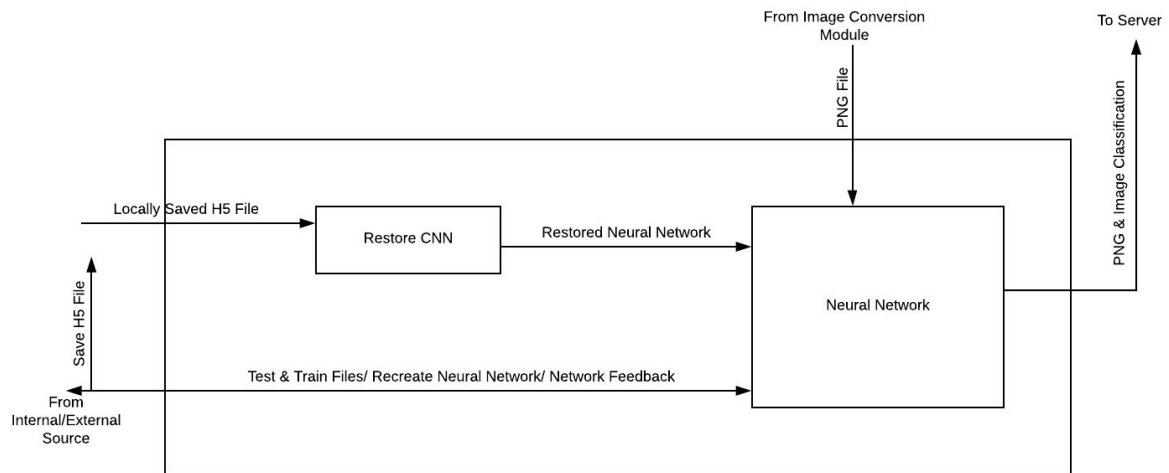 From Image Conversion
Module
To Server
PNG File
PNG & Image Classification
Locally Saved H5 File
Restore CNN
Restored Neural Network
Neural Network
Save H5 File
Test & Train Files/ Recreate Neural Network/ Network Feedback
From
Internal/External
Source